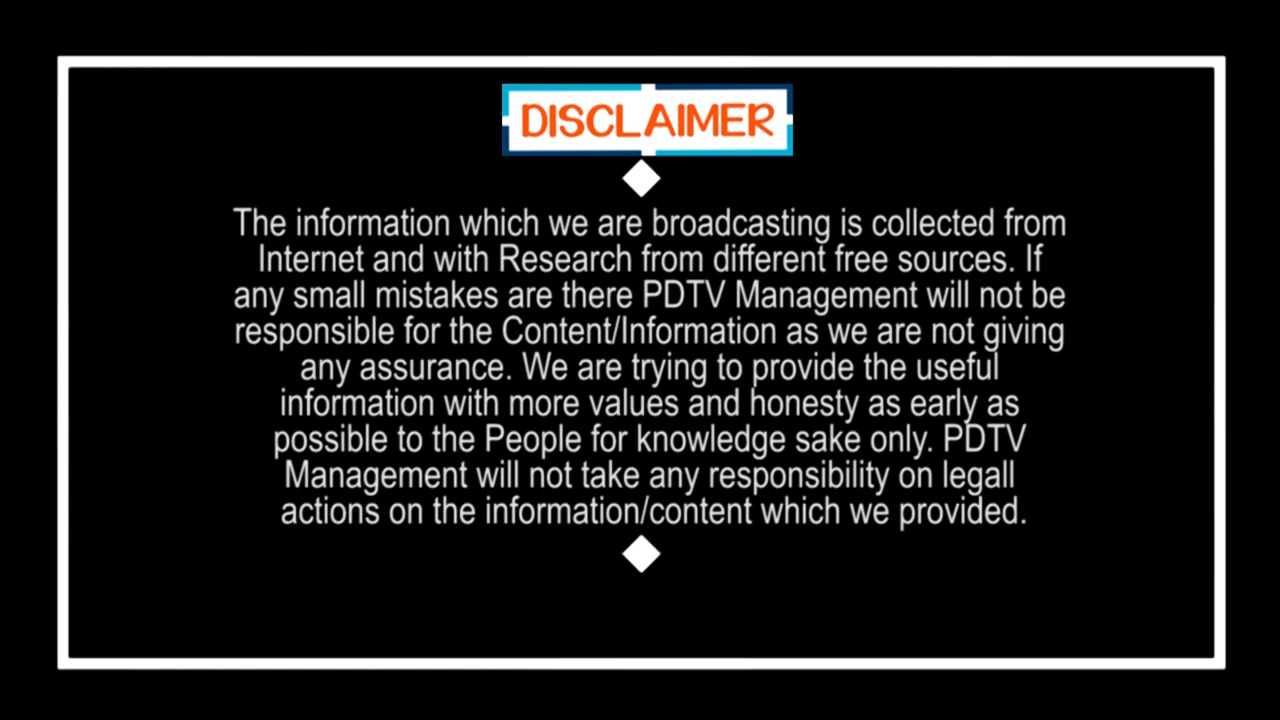 DISCLAIMER
The information which we are broadcasting is collected from
Internet and with Research from different free sources. If
any small mistakes are there PDTV Management will not be
responsible for the Content/Information as we are not giving
any assurance. We are trying to provide the useful
information with more values and honesty as early as
possible to the People for knowledge sake only. PDTV
Management will not take any responsibility on legall
actions on the information/content which we provided.